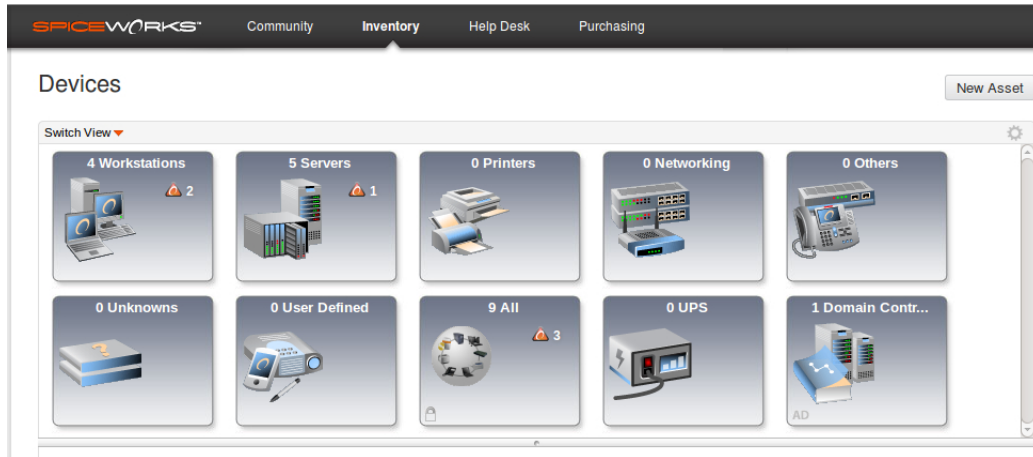 SPICEWORKS™ Community Inventory Help Desk Purchasing
Devices
New Asset
Switch View
4 Workstations 5 Servers 0 Printers 0 Networking 0 Others
2 1
0 Unknowns 0 User Defined 9 All 0 UPS 1 Domain Contr...
3
AD